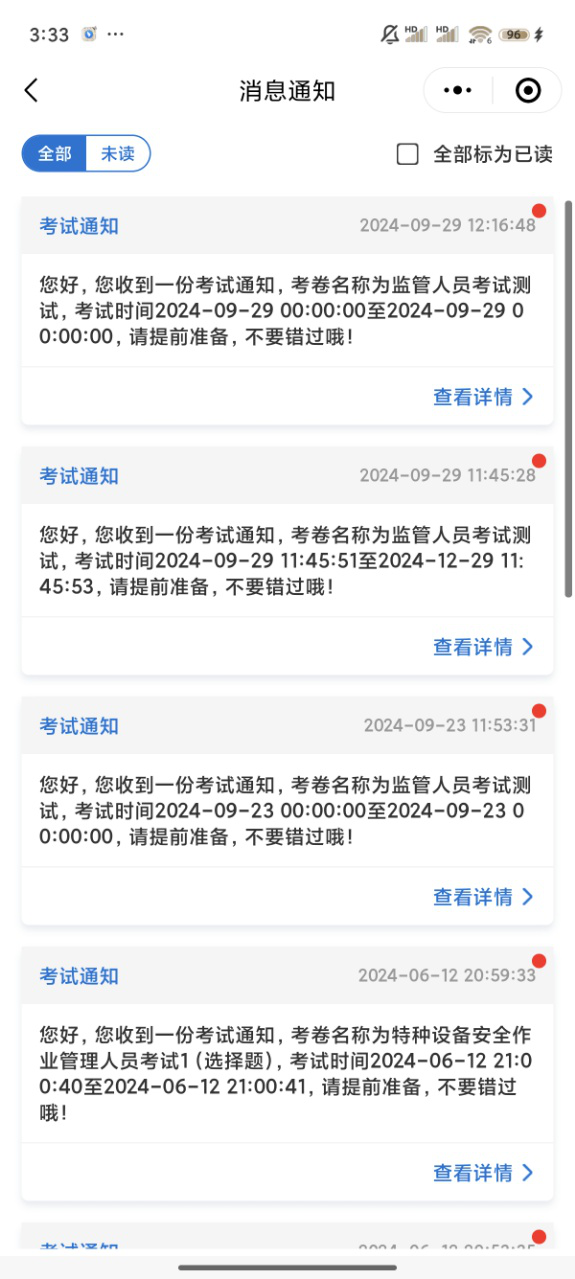 3:33 ···
HD HD 4F 6 96
消息通知
全部 未读 全部标为已读
考试通知 2024-09-29 12:16:48
您好,您收到一份考试通知,考卷名称为监管人员考试测
试,考试时间2024-09-29 00:00:00至2024-09-29 0
0:00:00,请提前准备,不要错过哦!
查看详情
考试通知 2024-09-29 11:45:28
您好,您收到一份考试通知,考卷名称为监管人员考试测
试,考试时间2024-09-29 11:45:51至2024-12-29 11:
45:53,请提前准备,不要错过哦!
查看详情
考试通知 2024-09-23 11:53:31
您好,您收到一份考试通知,考卷名称为监管人员考试测
试,考试时间2024-09-23 00:00:00至2024-09-23 0
0:00:00,请提前准备,不要错过哦!
查看详情
考试通知 2024-06-12 20:59:33
您好,您收到一份考试通知,考卷名称为特种设备安全作
业管理人员考试1(选择题),考试时间2024-06-12 21:0
0:40至2024-06-12 21:00:41,请提前准备,不要错过
哦!
查看详情
考试通知